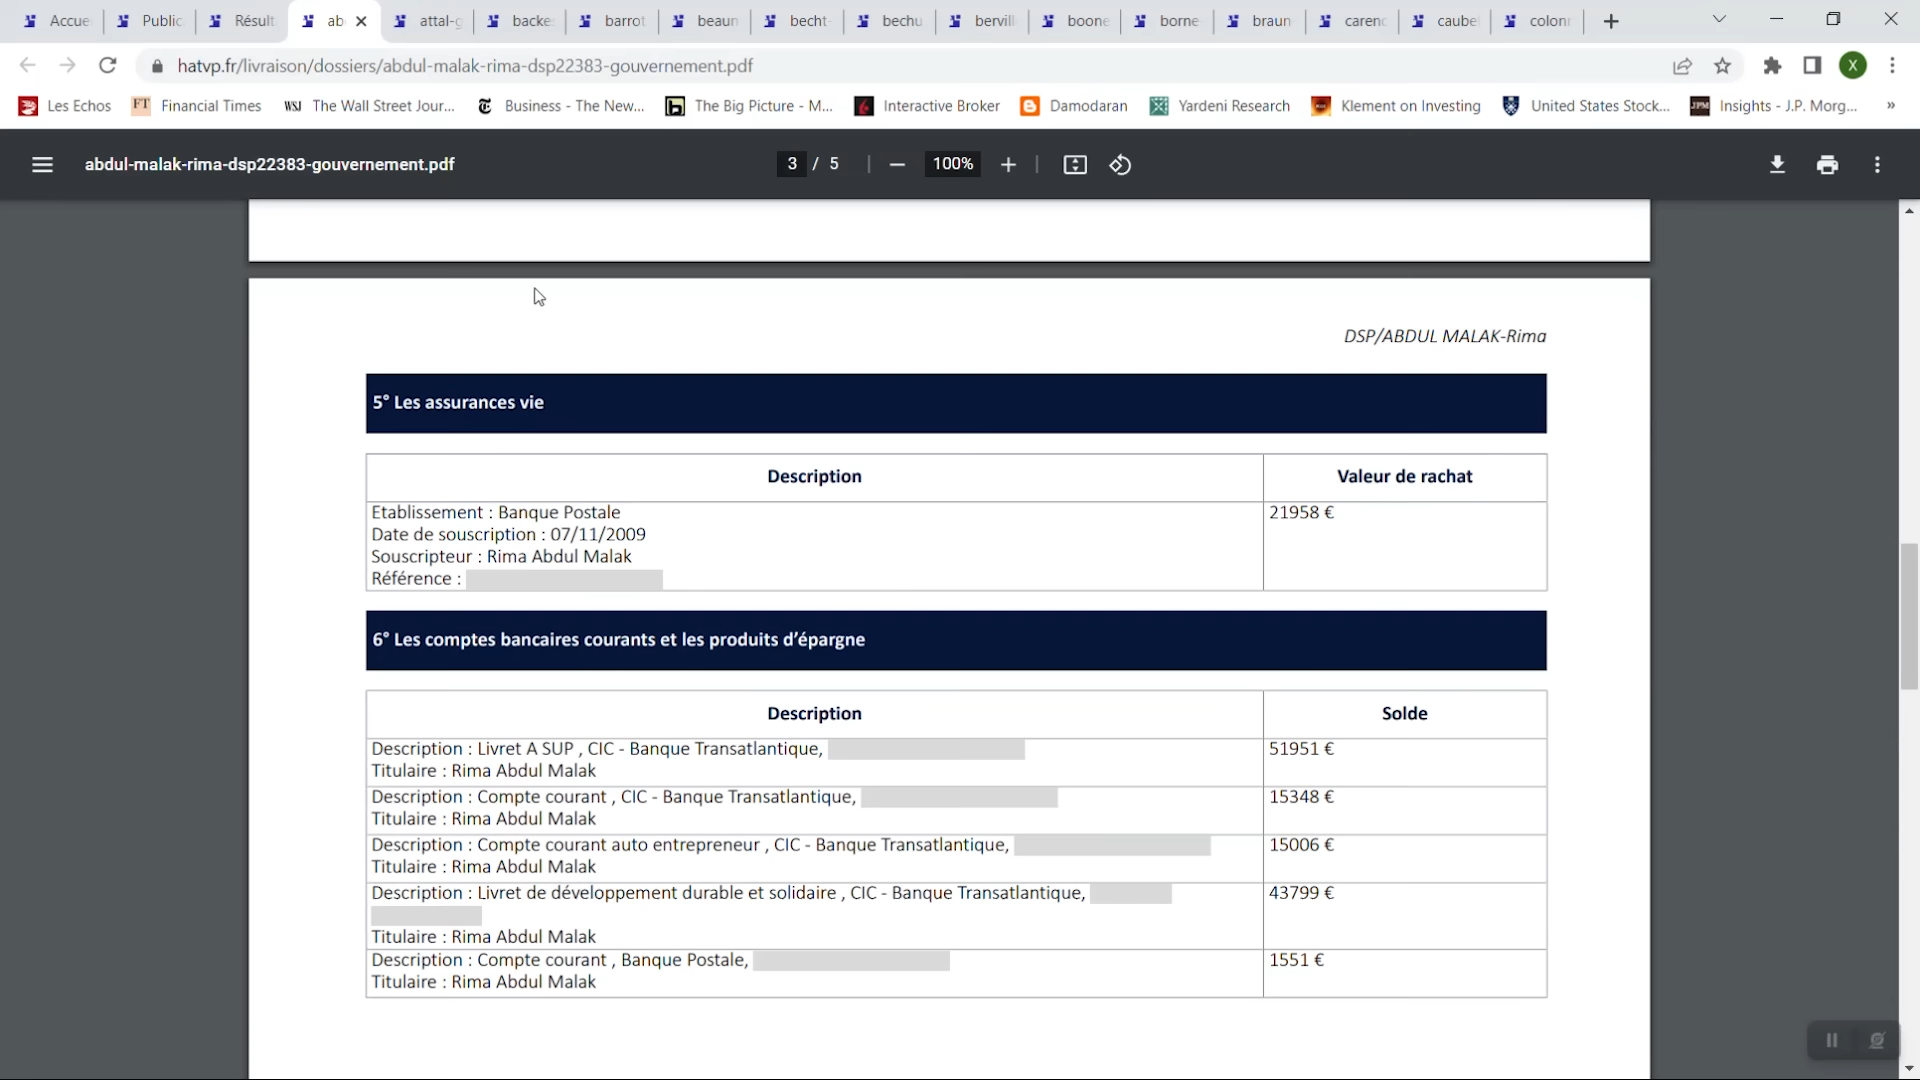 Accue
Public
Résult
ab
attal-g
backe
barrot
beaun
becht-
bechu
bervill
boone
borne
braun
carenc
caube
colonn
hatvp.fr/livraison/dossiers/abdul-malak-rima-dsp22383-gouvernement.pdf
X
Les Echos
FT Financial Times
WSJ The Wall Street Jour...
Business - The New...
The Big Picture - M...
Interactive Broker
Damodaran
Yardeni Research
Klement on Investing
United States Stock...
JPM Insights - J.P. Morg...
»
abdul-malak-rima-dsp22383-gouvernement.pdf
3 / 5
100%
DSP/ABDUL MALAK-Rima
5° Les assurances vie
Description Valeur de rachat
Etablissement : Banque Postale 21958 €
Date de souscription : 07/11/2009
Souscripteur : Rima Abdul Malak
Référence :
6° Les comptes bancaires courants et les produits d’épargne
Description Solde
Description : Livret A SUP , CIC - Banque Transatlantique, 51951 €
Titulaire : Rima Abdul Malak
Description : Compte courant , CIC - Banque Transatlantique, 15348 €
Titulaire : Rima Abdul Malak
Description : Compte courant auto entrepreneur , CIC - Banque Transatlantique, 15006 €
Titulaire : Rima Abdul Malak
Description : Livret de développement durable et solidaire , CIC - Banque Transatlantique, 43799 €
Titulaire : Rima Abdul Malak
Description : Compte courant , Banque Postale, 1551 €
Titulaire : Rima Abdul Malak